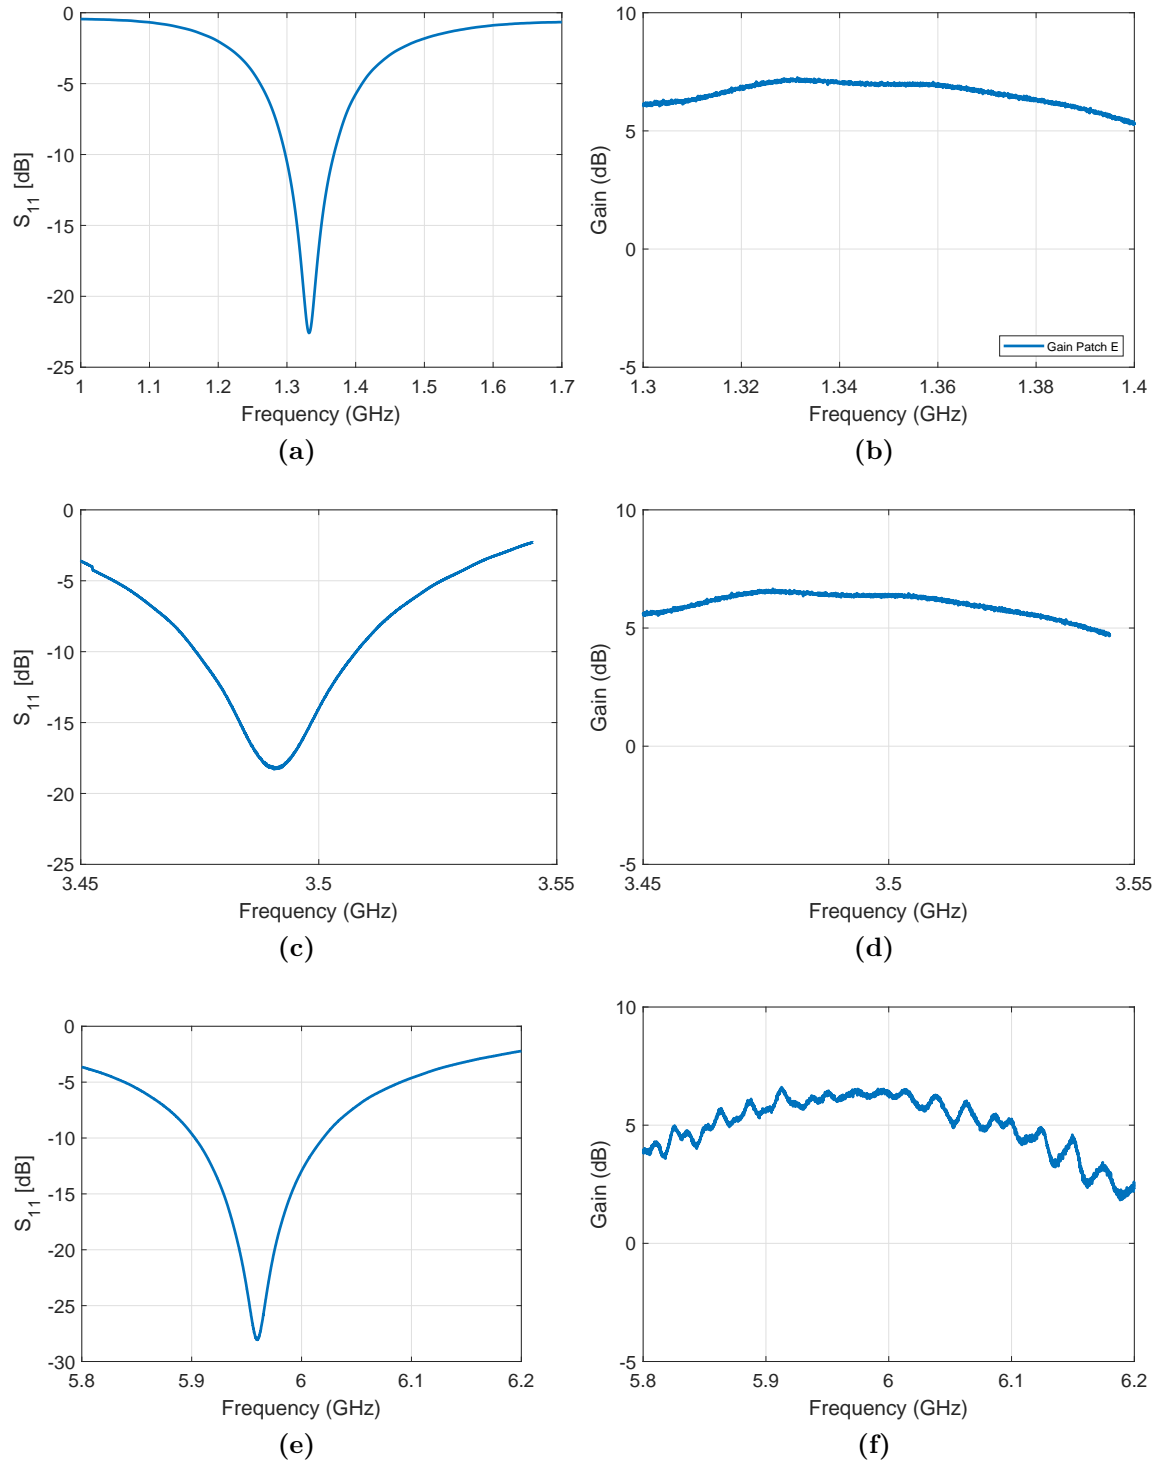 0
-5
-10
-15
-20
-25
S11 [dB]
1 1.1 1.2 1.3 1.4 1.5 1.6 1.7
Frequency (GHz)
(a)
10
5
0
-5
Gain (dB)
Gain Patch E
1.3 1.32 1.34 1.36 1.38 1.4
Frequency (GHz)
(b)
0
-5
-10
-15
-20
-25
S11 [dB]
3.45 3.5 3.55
Frequency (GHz)
(c)
10
5
0
-5
Gain (dB)
3.45 3.5 3.55
Frequency (GHz)
(d)
0
-5
-10
-15
-20
-25
-30
S11 [dB]
5.8 5.9 6 6.1 6.2
Frequency (GHz)
(e)
10
5
0
-5
Gain (dB)
5.8 5.9 6 6.1 6.2
Frequency (GHz)
(f)